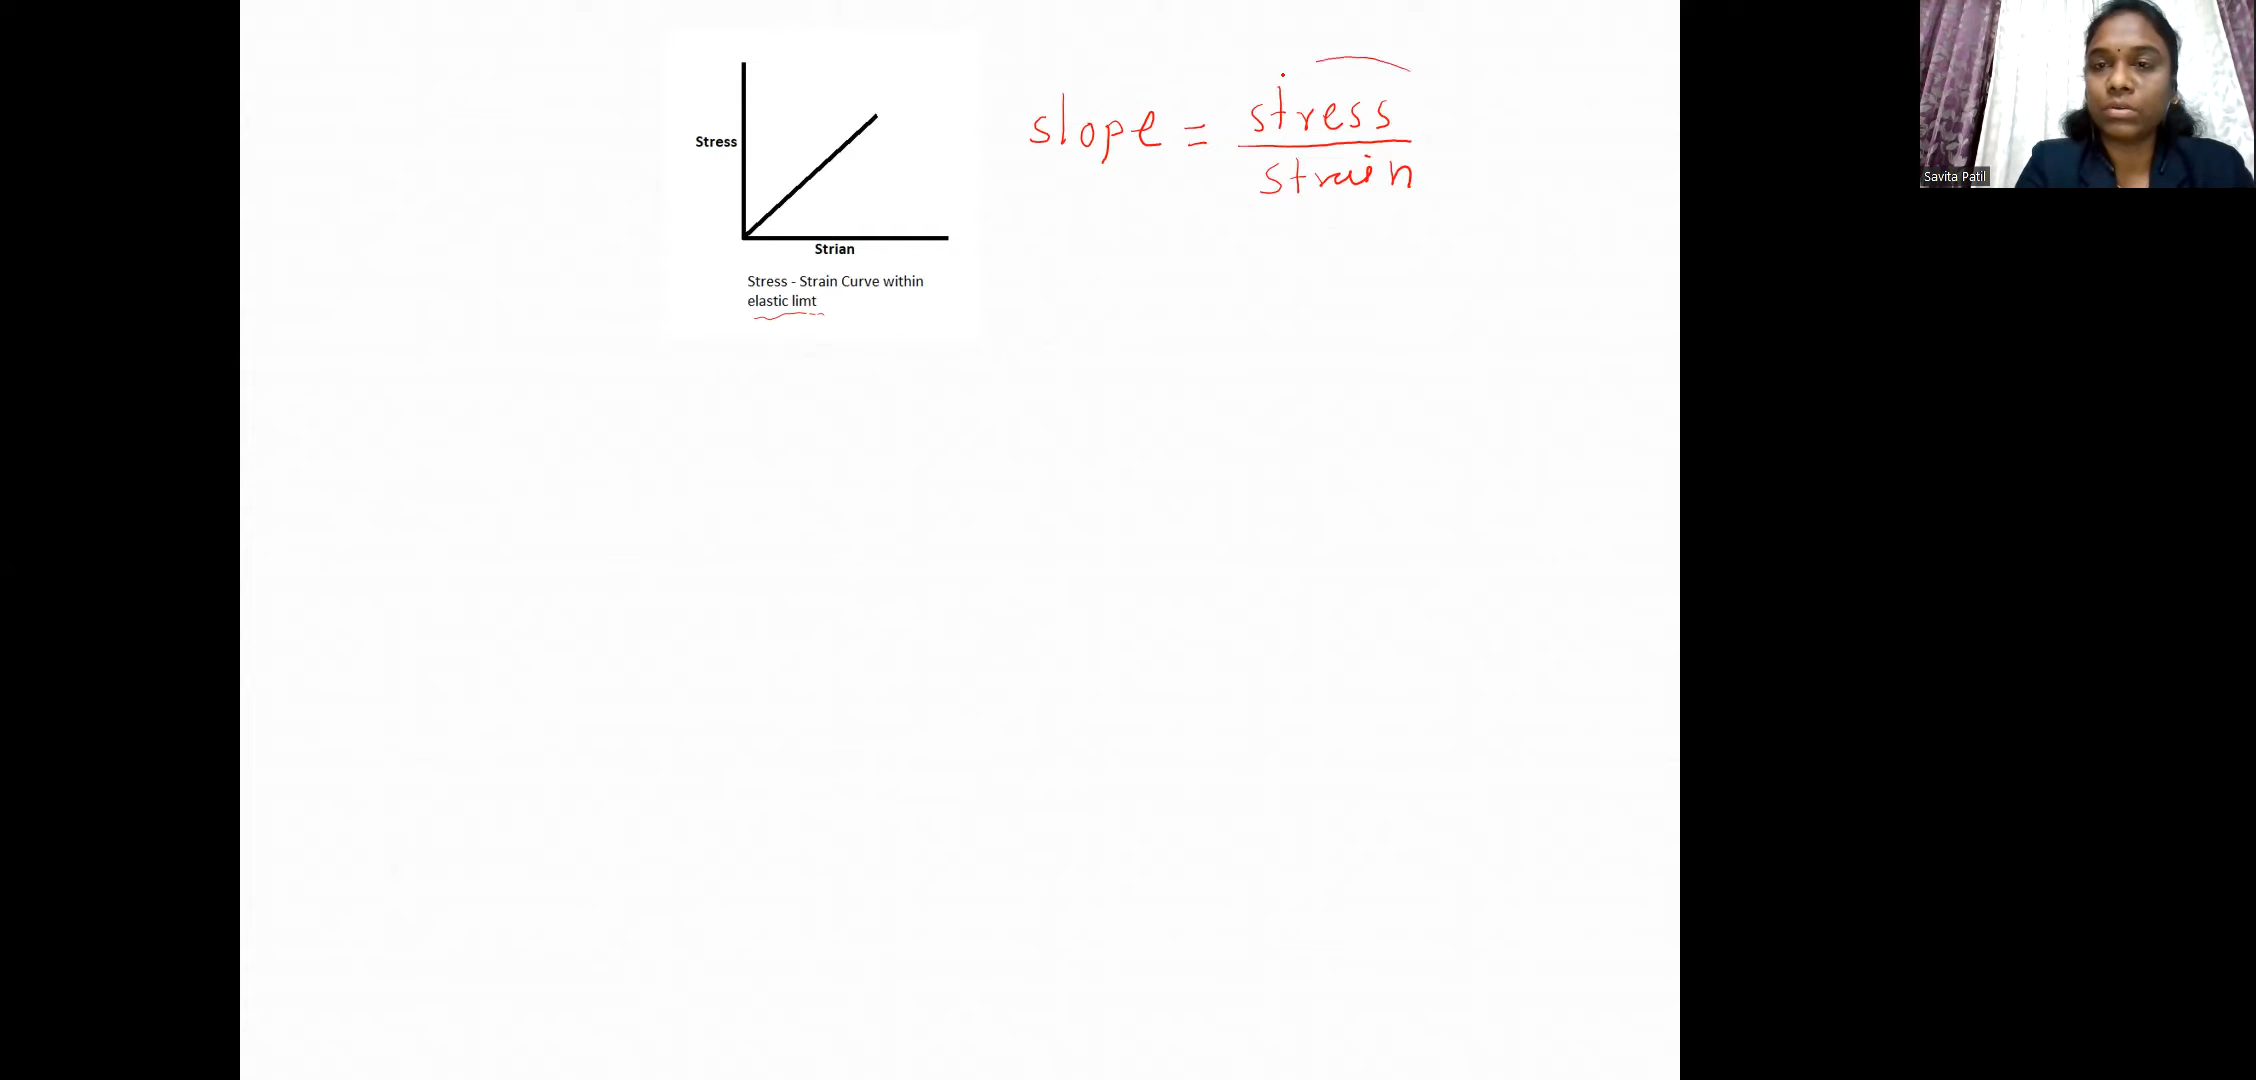 Stress
Strian
Stress - Strain Curve within
elastic limt
slope = stress
strain
Savita Patil